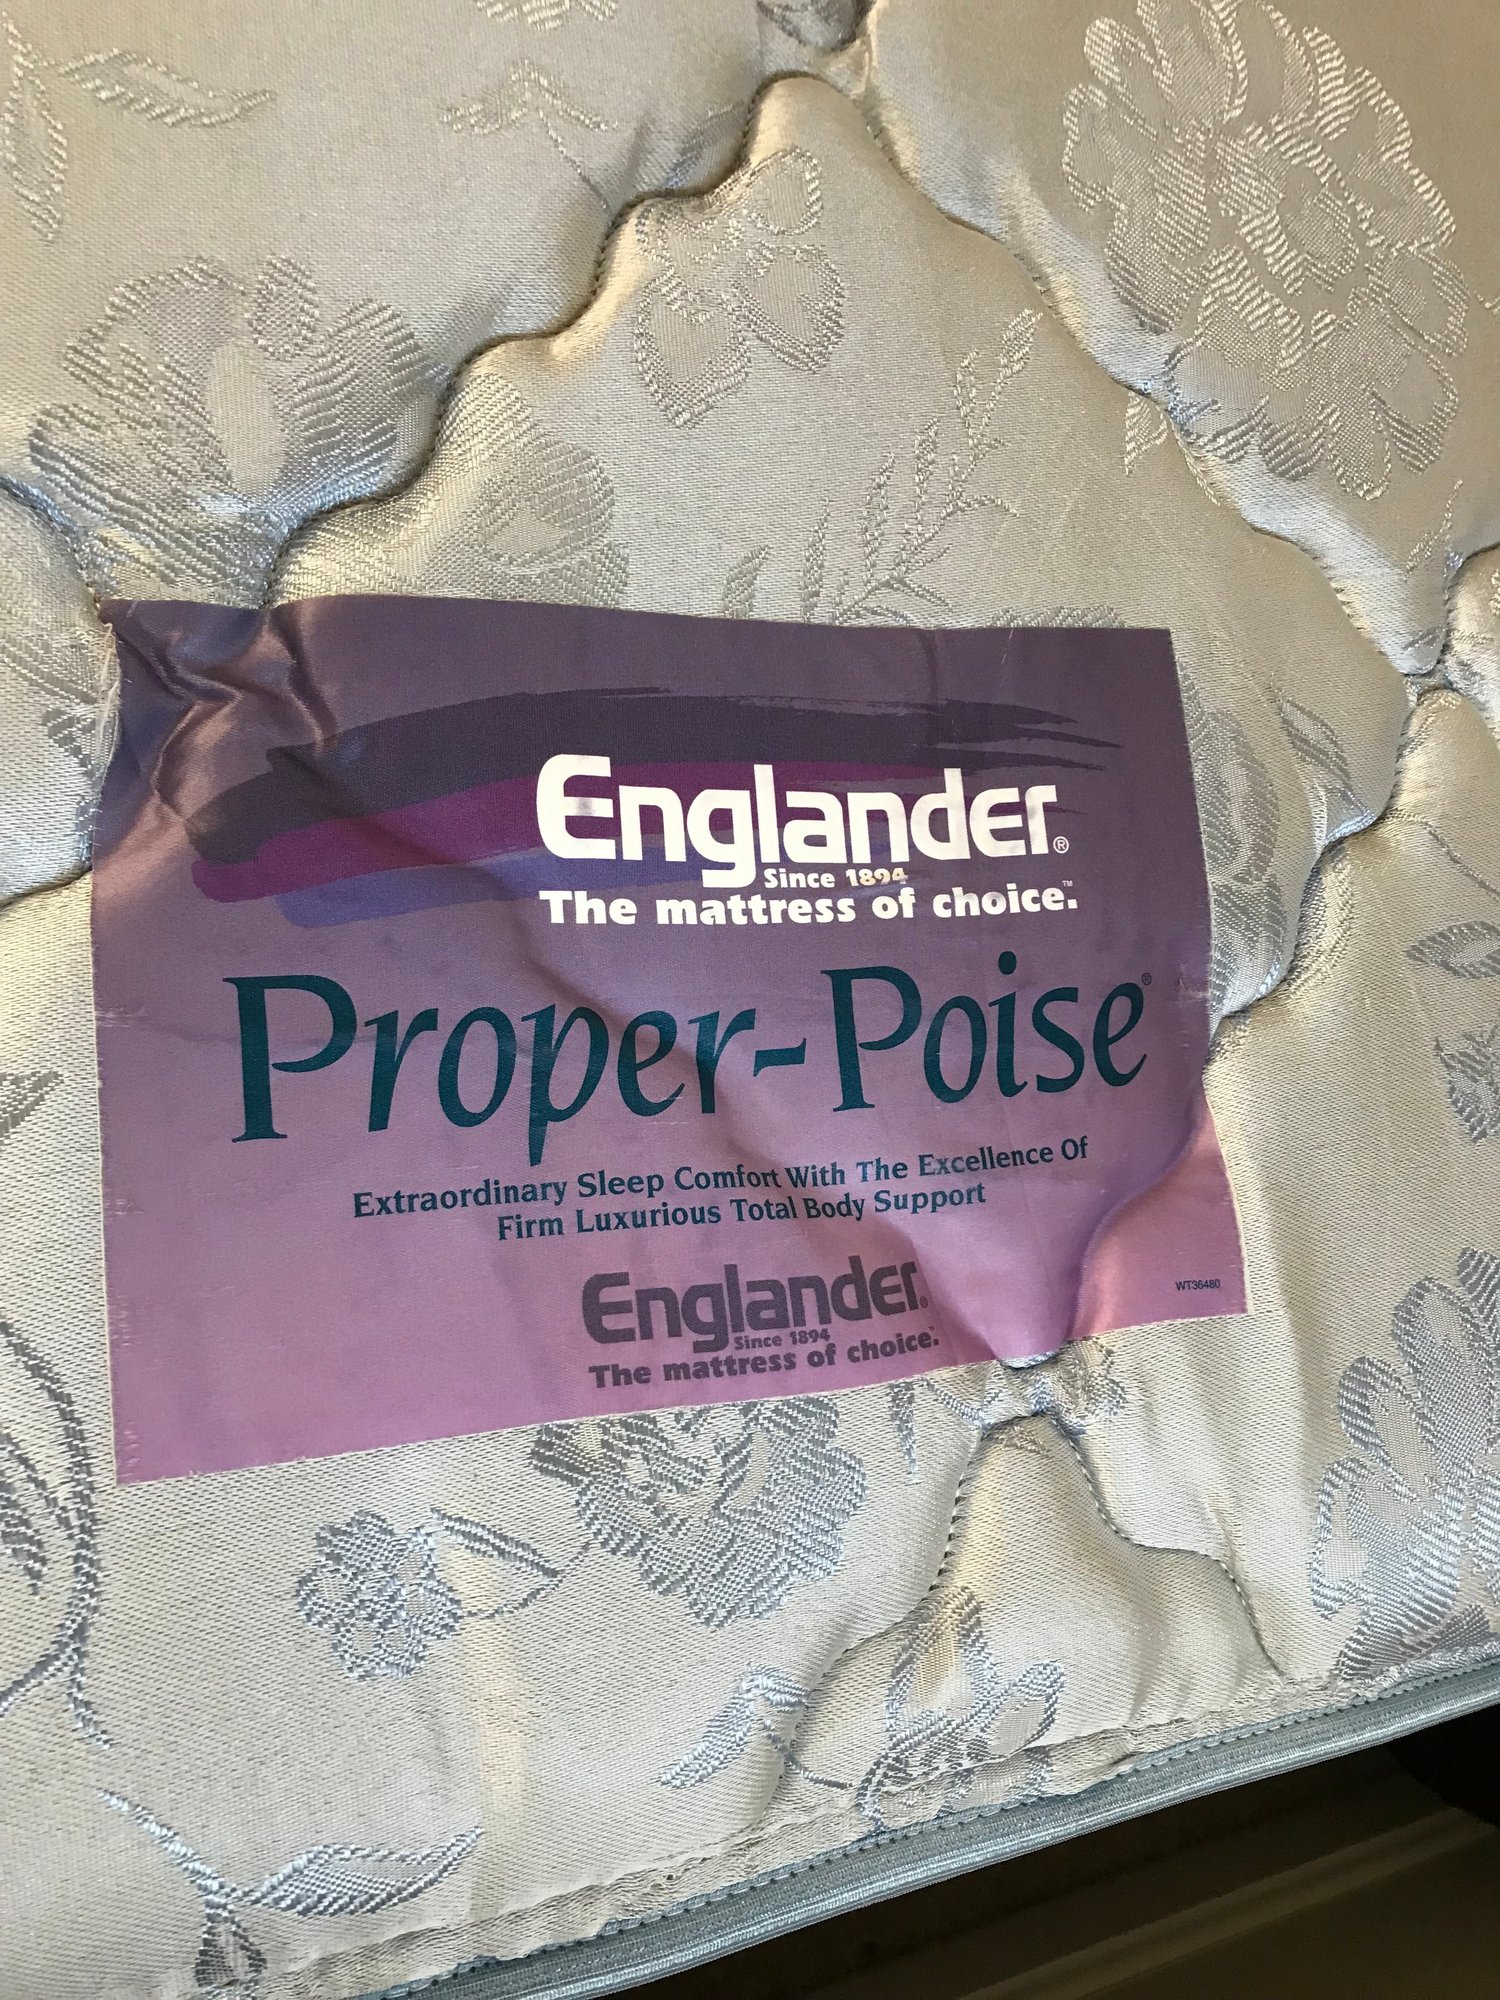 Englander®
Since 1894
The mattress of choice.™
Proper-Poise®
Extraordinary Sleep Comfort With The Excellence Of
Firm Luxurious Total Body Support
Englander®
Since 1894
The mattress of choice.™
WT36480